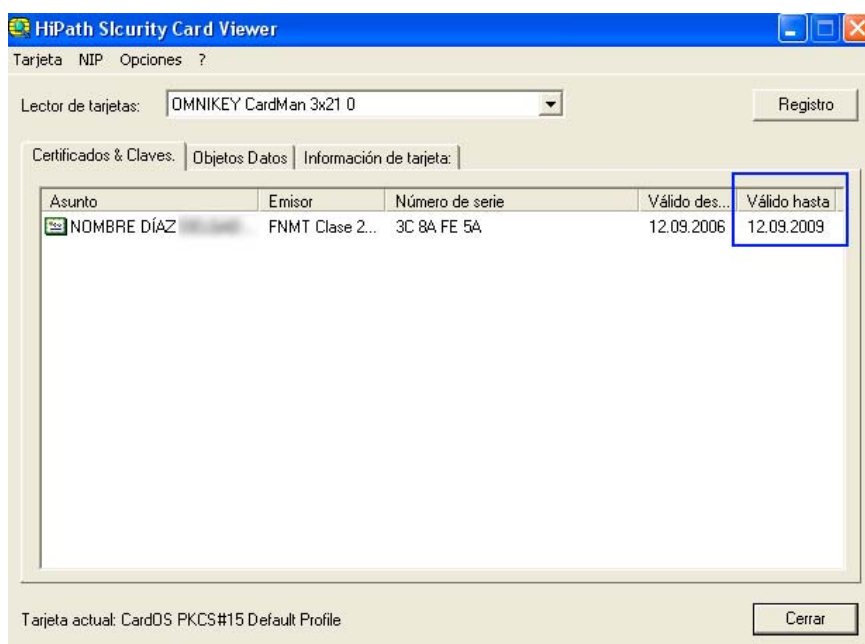 HiPath SIcurity Card Viewer
Tarjeta NIP Opciones ?
Lector de tarjetas: OMNIKEY CardMan 3x21 0 Registro
Certificados & Claves. Objetos Datos Información de tarjeta:
Asunto Emisor Número de serie Válido des... Válido hasta
NOMBRE DÍAZ FNMT Clase 2... 3C 8A FE 5A 12.09.2006 12.09.2009
Tarjeta actual: CardOS PKCS#15 Default Profile Cerrar